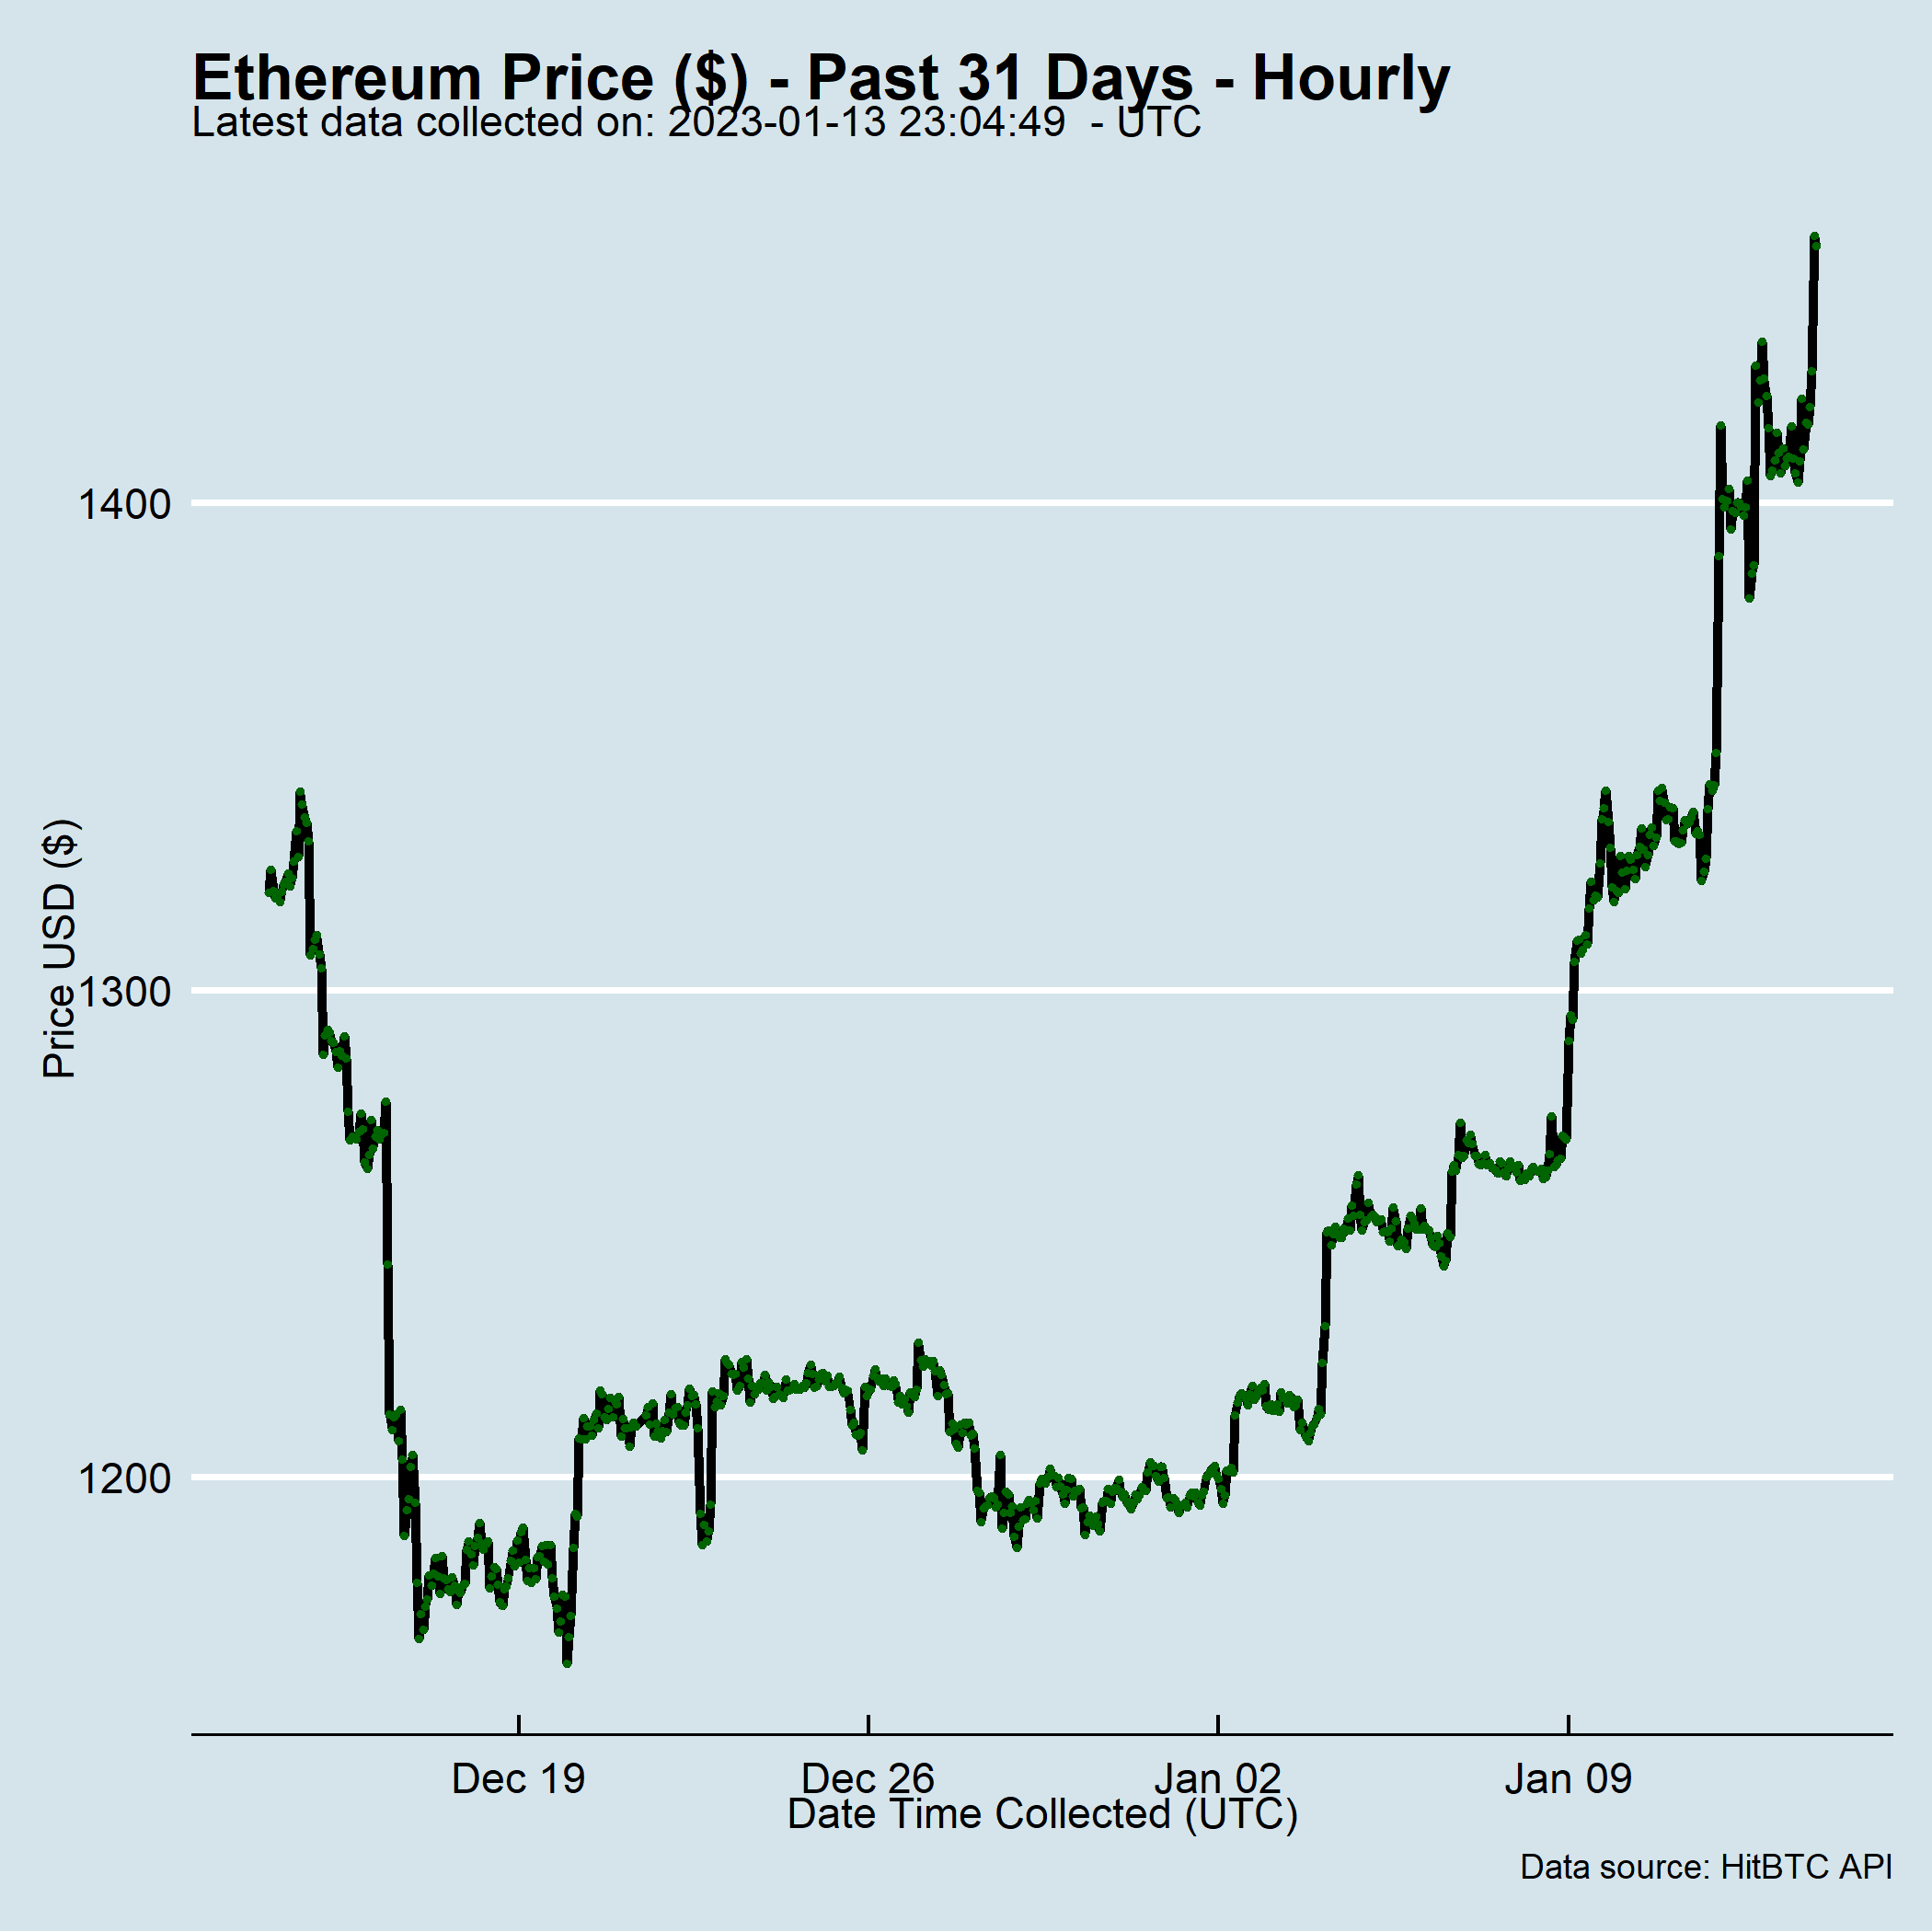 Ethereum Price ($) - Past 31 Days - Hourly
Latest data collected on: 2023-01-13 23:04:49  - UTC
Price USD ($)
1400
1300
1200
Dec 19
Dec 26
Jan 02
Jan 09
Date Time Collected (UTC)
Data source: HitBTC API